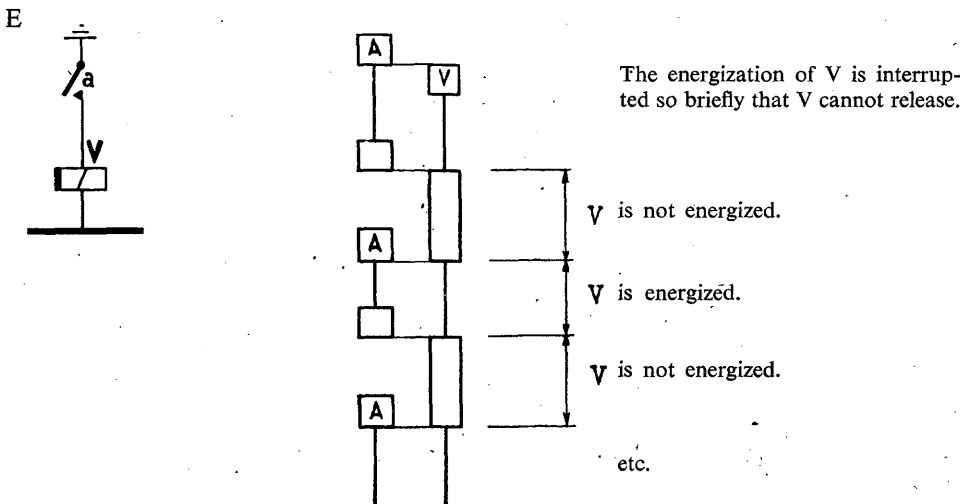 E
a
V
A
V
The energization of V is interrup-
ted so briefly that V cannot release.
V is not energized.
A
V is energized.
V is not energized.
A
etc.